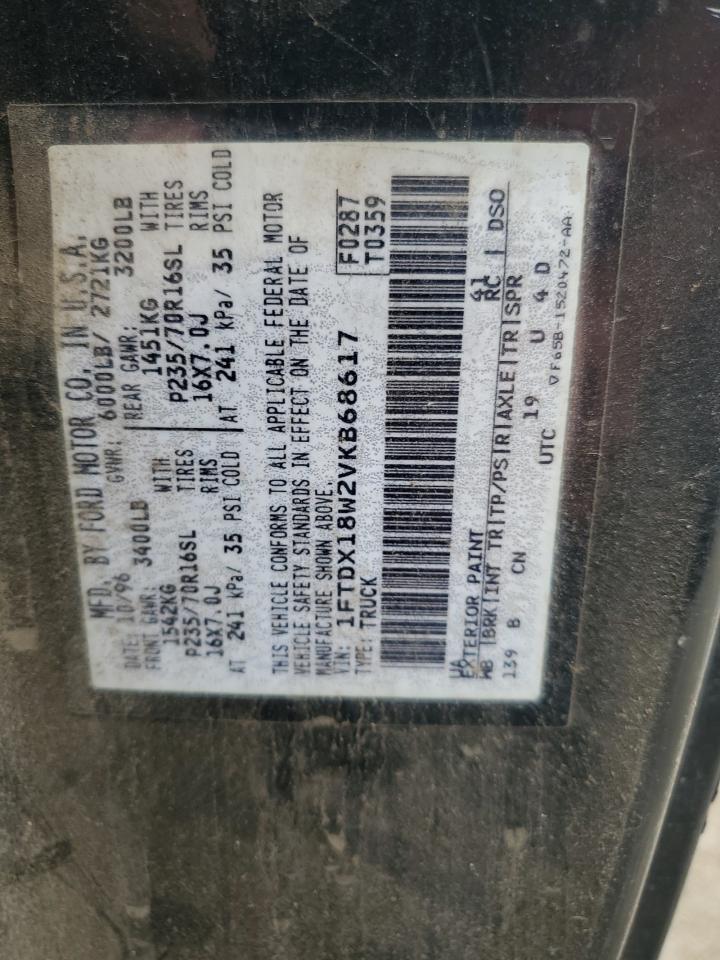 MFD. BY FORD MOTOR CO. IN U.S.A.
DATE: 10/96 GVWR: 6000LB/ 2721KG
FRONT GAWR: 3400LB REAR GAWR: 3200LB
1542KG WITH 1451KG WITH
P235/70R16SL TIRES P235/70R16SL TIRES
16X7.0J RIMS 16X7.0J RIMS
AT 241 kPa/ 35 PSI COLD AT 241 kPa/ 35 PSI COLD
THIS VEHICLE CONFORMS TO ALL APPLICABLE FEDERAL MOTOR
VEHICLE SAFETY STANDARDS IN EFFECT ON THE DATE OF
MANUFACTURE SHOWN ABOVE.
VIN: 1FTDX18W2VKB68617 F0287
TYPE: TRUCK T0359
UA 41
EXTERIOR PAINT RC DSO
WB BRK INT TR TP/PS R AXLE TR SPR
139 B CN 19 U 4 D
UTC
▽F65B-1520472-AA